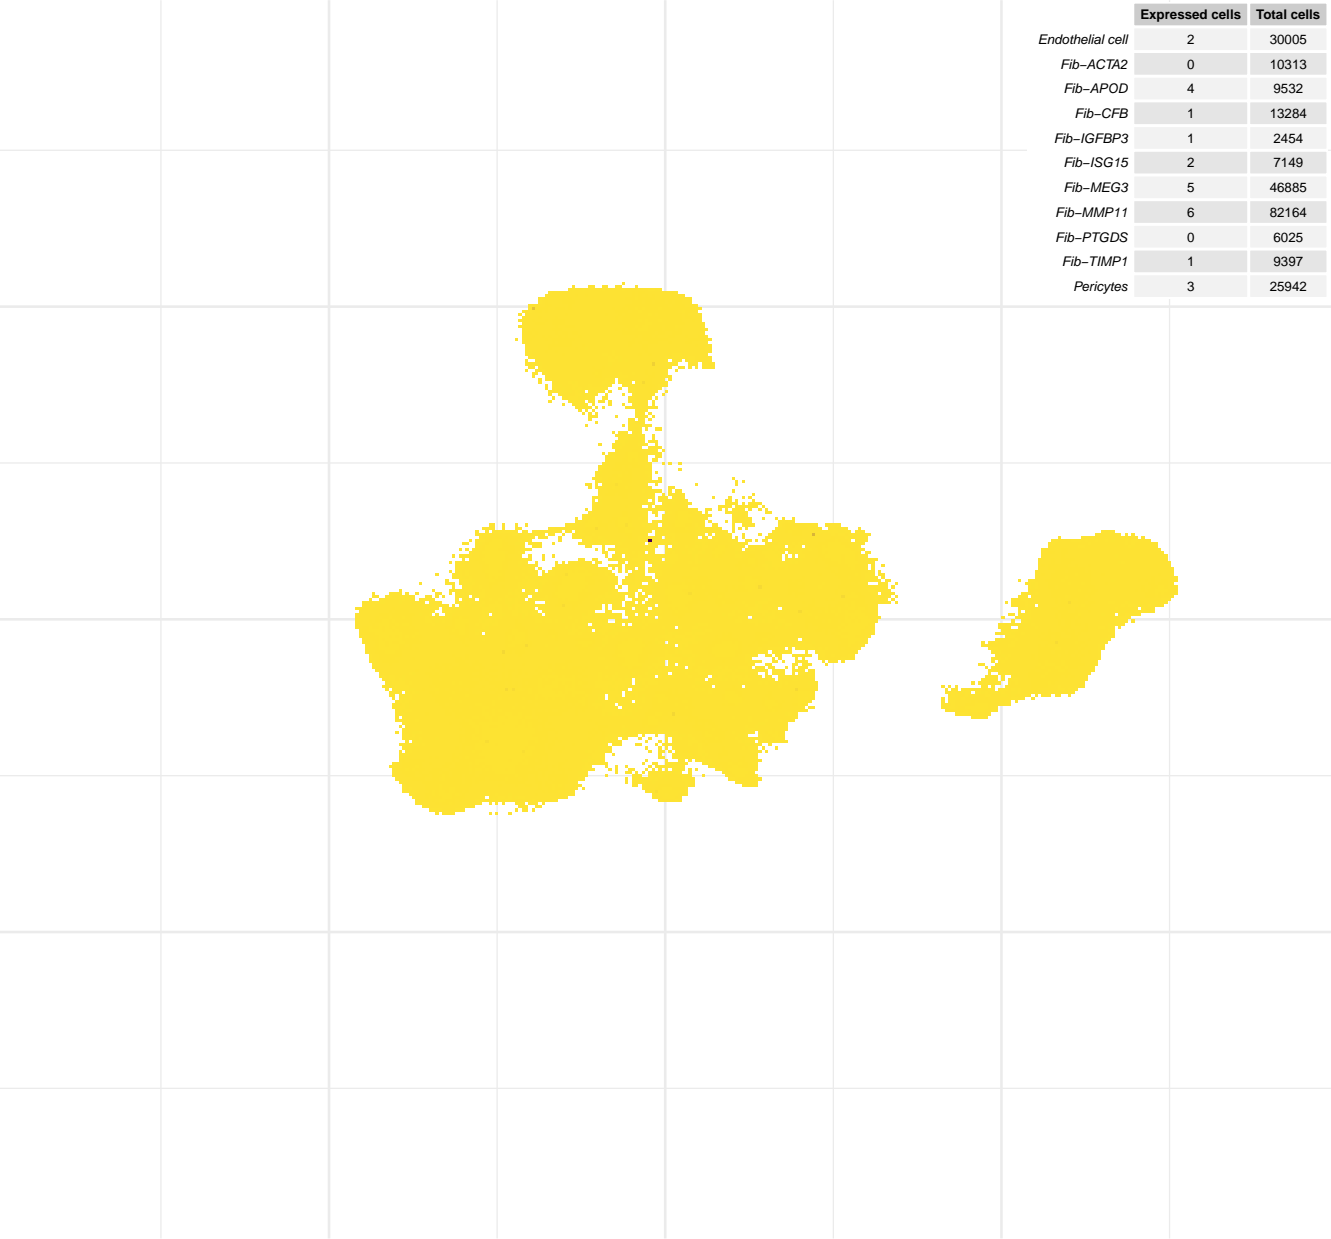 Expressed cells Total cells
Endothelial cell 2 30005
Fib−ACTA2 0 10313
Fib−APOD 4 9532
Fib−CFB 1 13284
Fib−IGFBP3 1 2454
Fib−ISG15 2 7149
Fib−MEG3 5 46885
Fib−MMP11 6 82164
Fib−PTGDS 0 6025
Fib−TIMP1 1 9397
Pericytes 3 25942